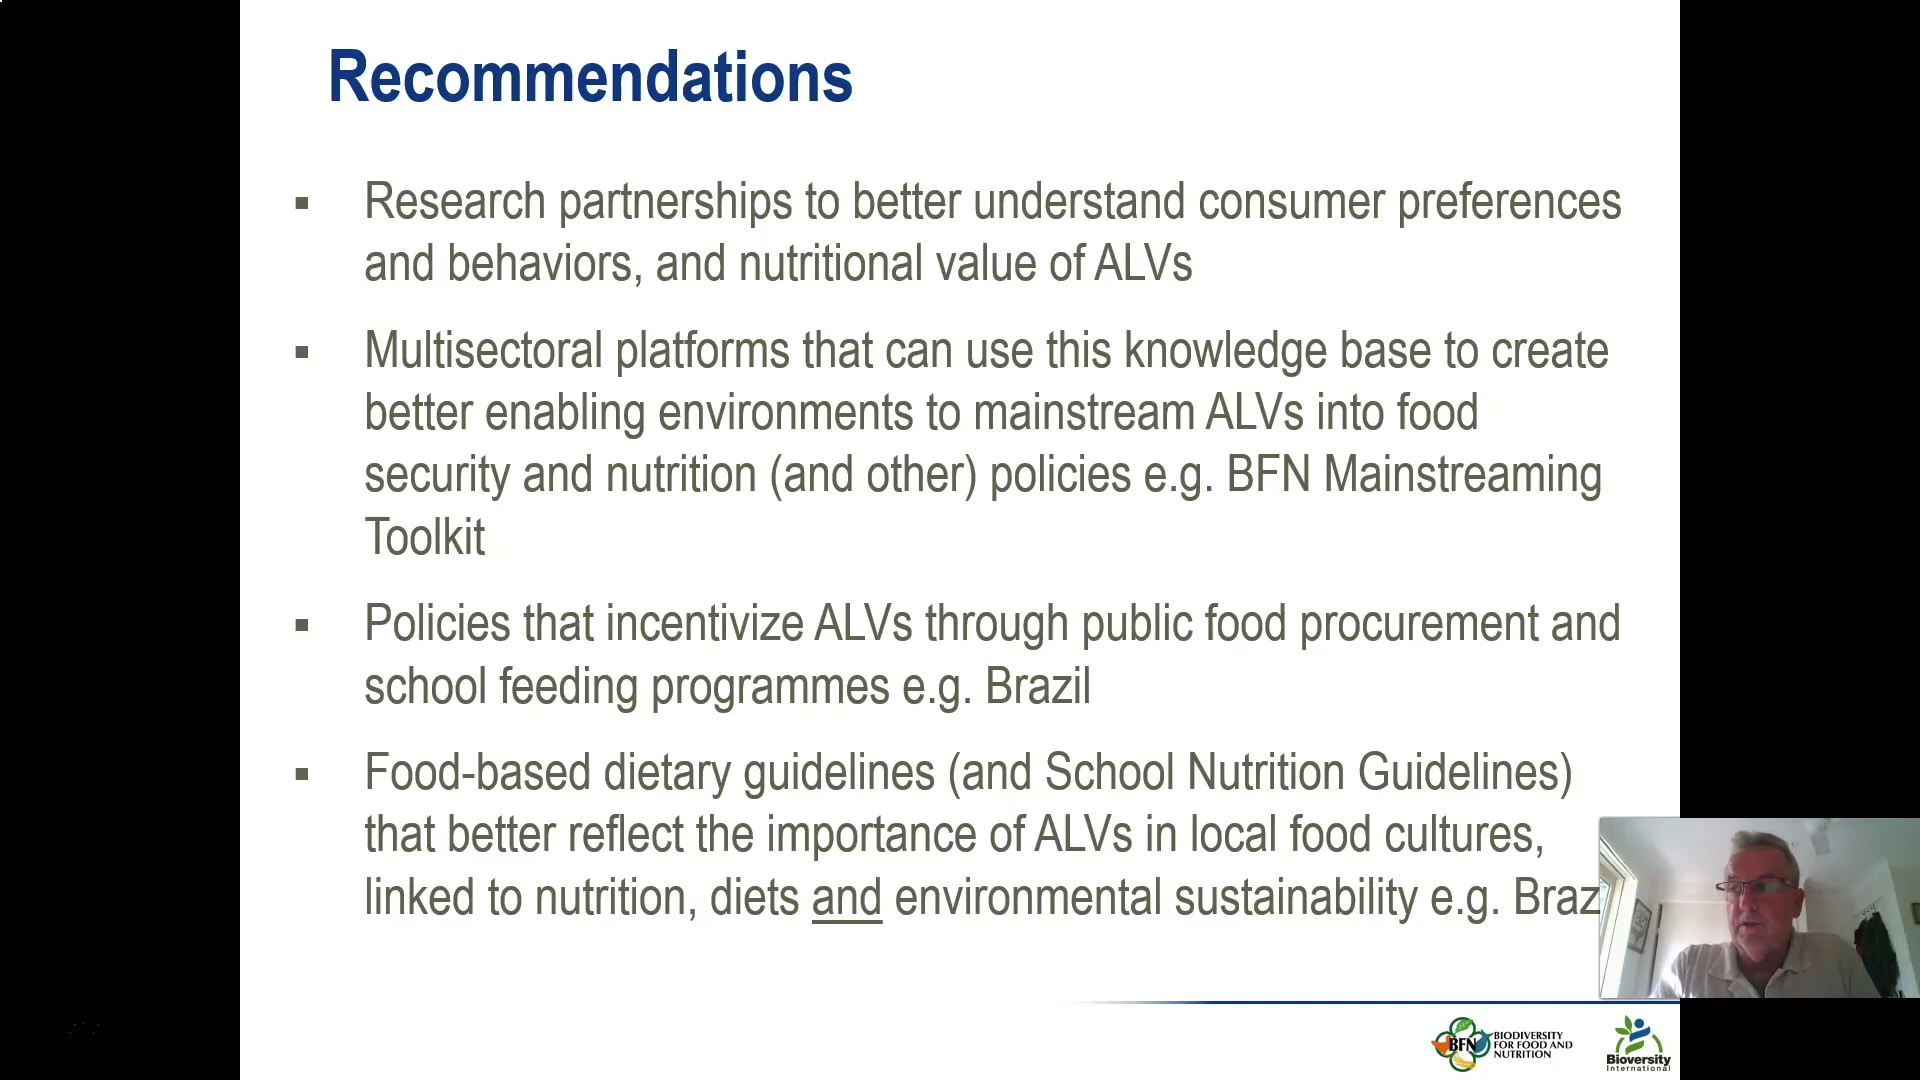 Recommendations
Research partnerships to better understand consumer preferences
and behaviors, and nutritional value of ALVs
Multisectoral platforms that can use this knowledge base to create
better enabling environments to mainstream ALVs into food
security and nutrition (and other) policies e.g. BFN Mainstreaming
Toolkit
Policies that incentivize ALVs through public food procurement and
school feeding programmes e.g. Brazil
Food-based dietary guidelines (and School Nutrition Guidelines)
that better reflect the importance of ALVs in local food cultures,
linked to nutrition, diets and environmental sustainability e.g. Braz
BFN
BIODIVERSITY
FOR FOOD AND
NUTRITION
Bioversity
International